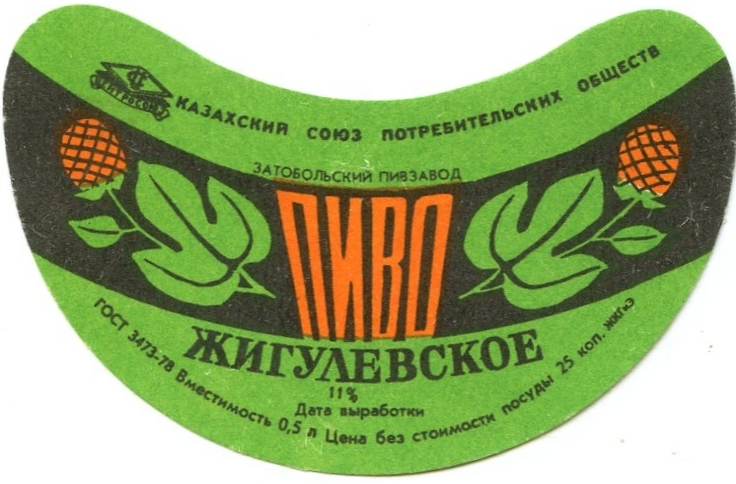 ЦЕНТРОСОЮЗ
КАЗАХСКИЙ СОЮЗ ПОТРЕБИТЕЛЬСКИХ ОБЩЕСТВ
ЗАТОБОЛЬСКИЙ ПИВЗАВОД
ПИВО
ЖИГУЛЕВСКОЕ
11%
Дата выработки
ГОСТ 3473-78 Вместимость 0,5 л Цена без стоимости посуды 25 коп.